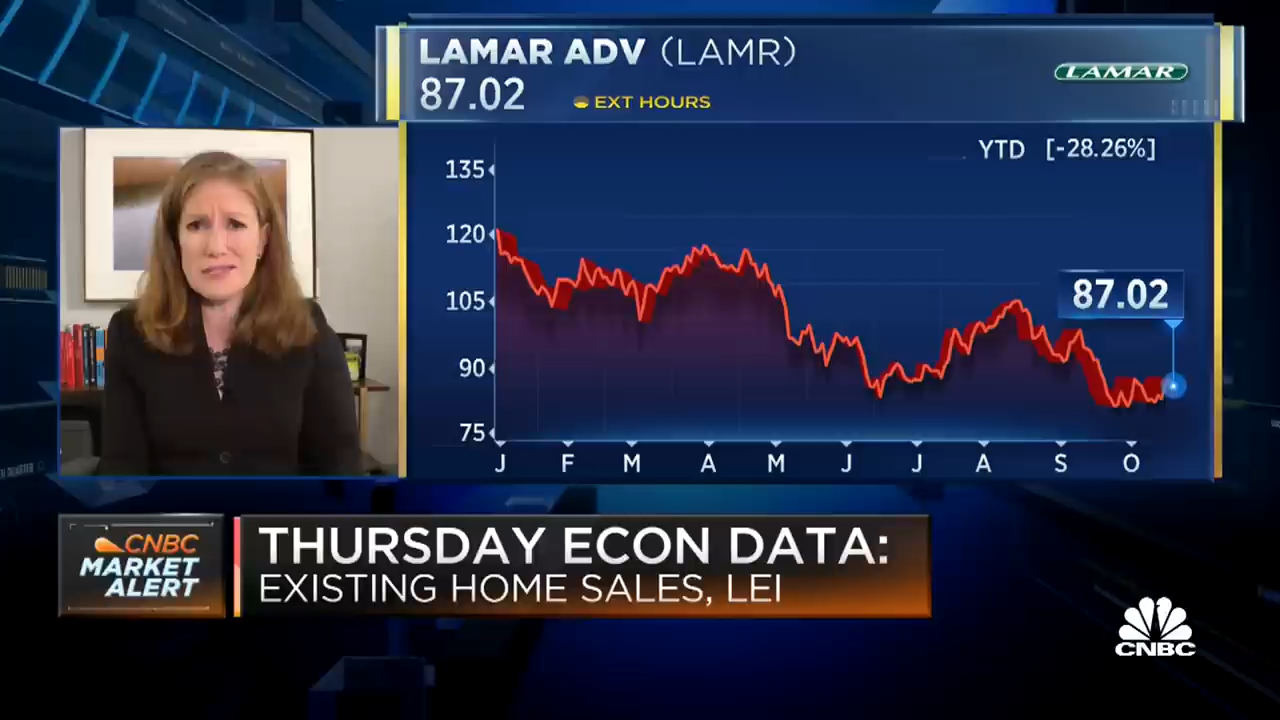 LAMAR ADV (LAMR)
87.02
EXT HOURS
LAMAR
YTD [-28.26%]
135
120
105
90
75
87.02
J F M A M J J A S O
CNBC
MARKET
ALERT
THURSDAY ECON DATA:
EXISTING HOME SALES, LEI
CNBC